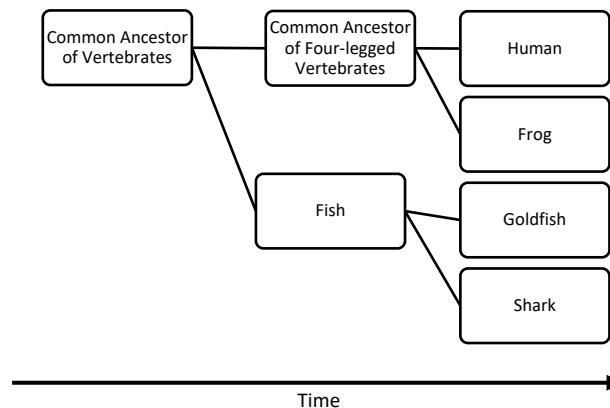 Common Ancestor
of Vertebrates
Common Ancestor
of Four-legged
Vertebrates
Human
Frog
Fish
Goldfish
Shark
Time